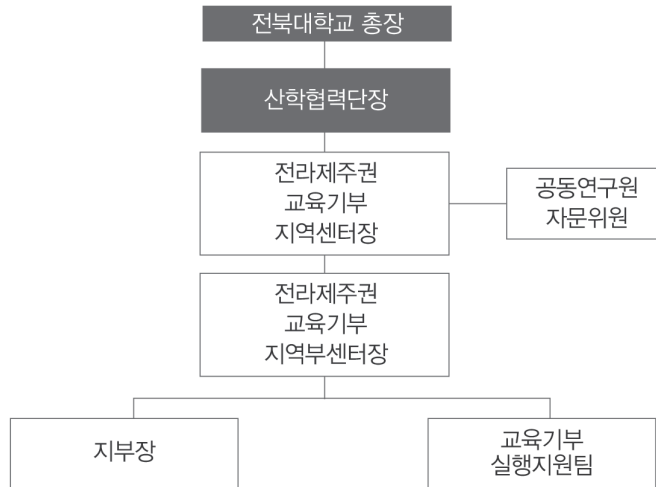 전북대학교 총장
산학협력단장
전라제주권
교육기부
지역센터장
공동연구원
자문위원
전라제주권
교육기부
지역부센터장
지부장
교육기부
실행지원팀